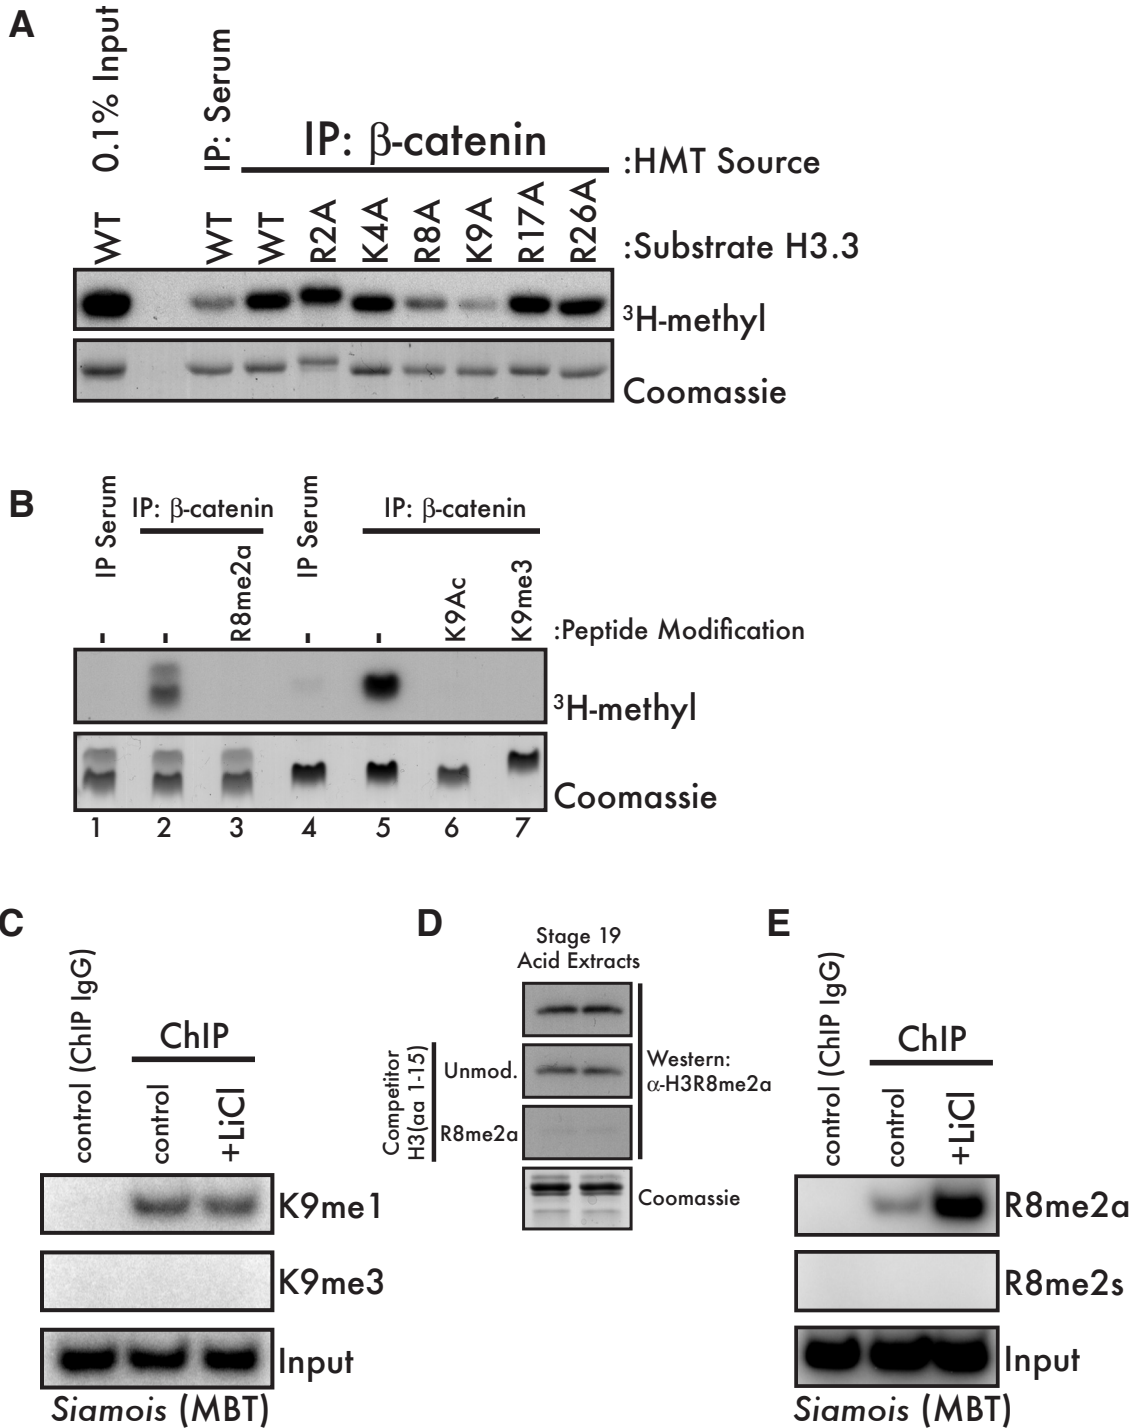 A
0.1% Input
IP: Serum
IP: β-catenin
:HMT Source
WT
WT
WT
R2A
K4A
R8A
K9A
R17A
R26A
:Substrate H3.3
³H-methyl
Coomassie
B
IP Serum
IP: β-catenin
IP Serum
IP: β-catenin
-
-
R8me2a
-
-
K9Ac
K9me3
:Peptide Modification
³H-methyl
Coomassie
1 2 3 4 5 6 7
C
control (ChIP IgG)
ChIP
control
+LiCl
K9me1
K9me3
Input
Siamois (MBT)
D
Stage 19
Acid Extracts
Competitor
H3(aa 1-15)
Unmod.
R8me2a
Western:
α-H3R8me2a
Coomassie
E
control (ChIP IgG)
ChIP
control
+LiCl
R8me2a
R8me2s
Input
Siamois (MBT)